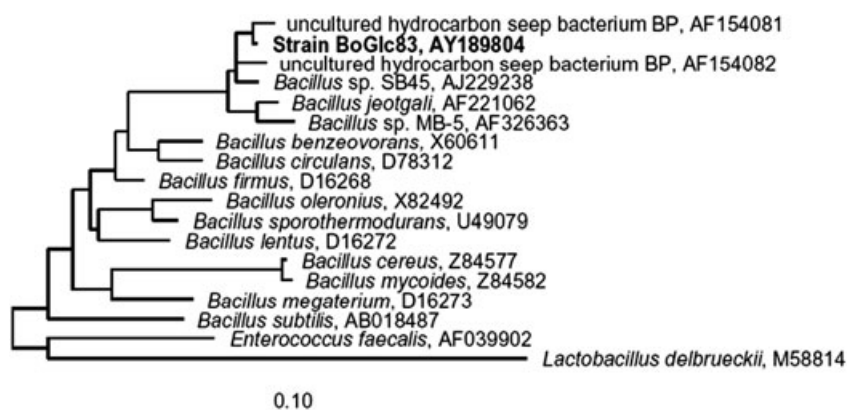 uncultured hydrocarbon seep bacterium BP, AF154081
Strain BoGlc83, AY189804
uncultured hydrocarbon seep bacterium BP, AF154082
Bacillus sp. SB45, AJ229238
Bacillus jeotgali, AF221062
Bacillus sp. MB-5, AF326363
Bacillus benzeovorans, X60611
Bacillus circulans, D78312
Bacillus firmus, D16268
Bacillus oleronius, X82492
Bacillus sporothermodurans, U49079
Bacillus lentus, D16272
Bacillus cereus, Z84577
Bacillus mycoides, Z84582
Bacillus megaterium, D16273
Bacillus subtilis, AB018487
Enterococcus faecalis, AF039902
Lactobacillus delbrueckii, M58814
0.10